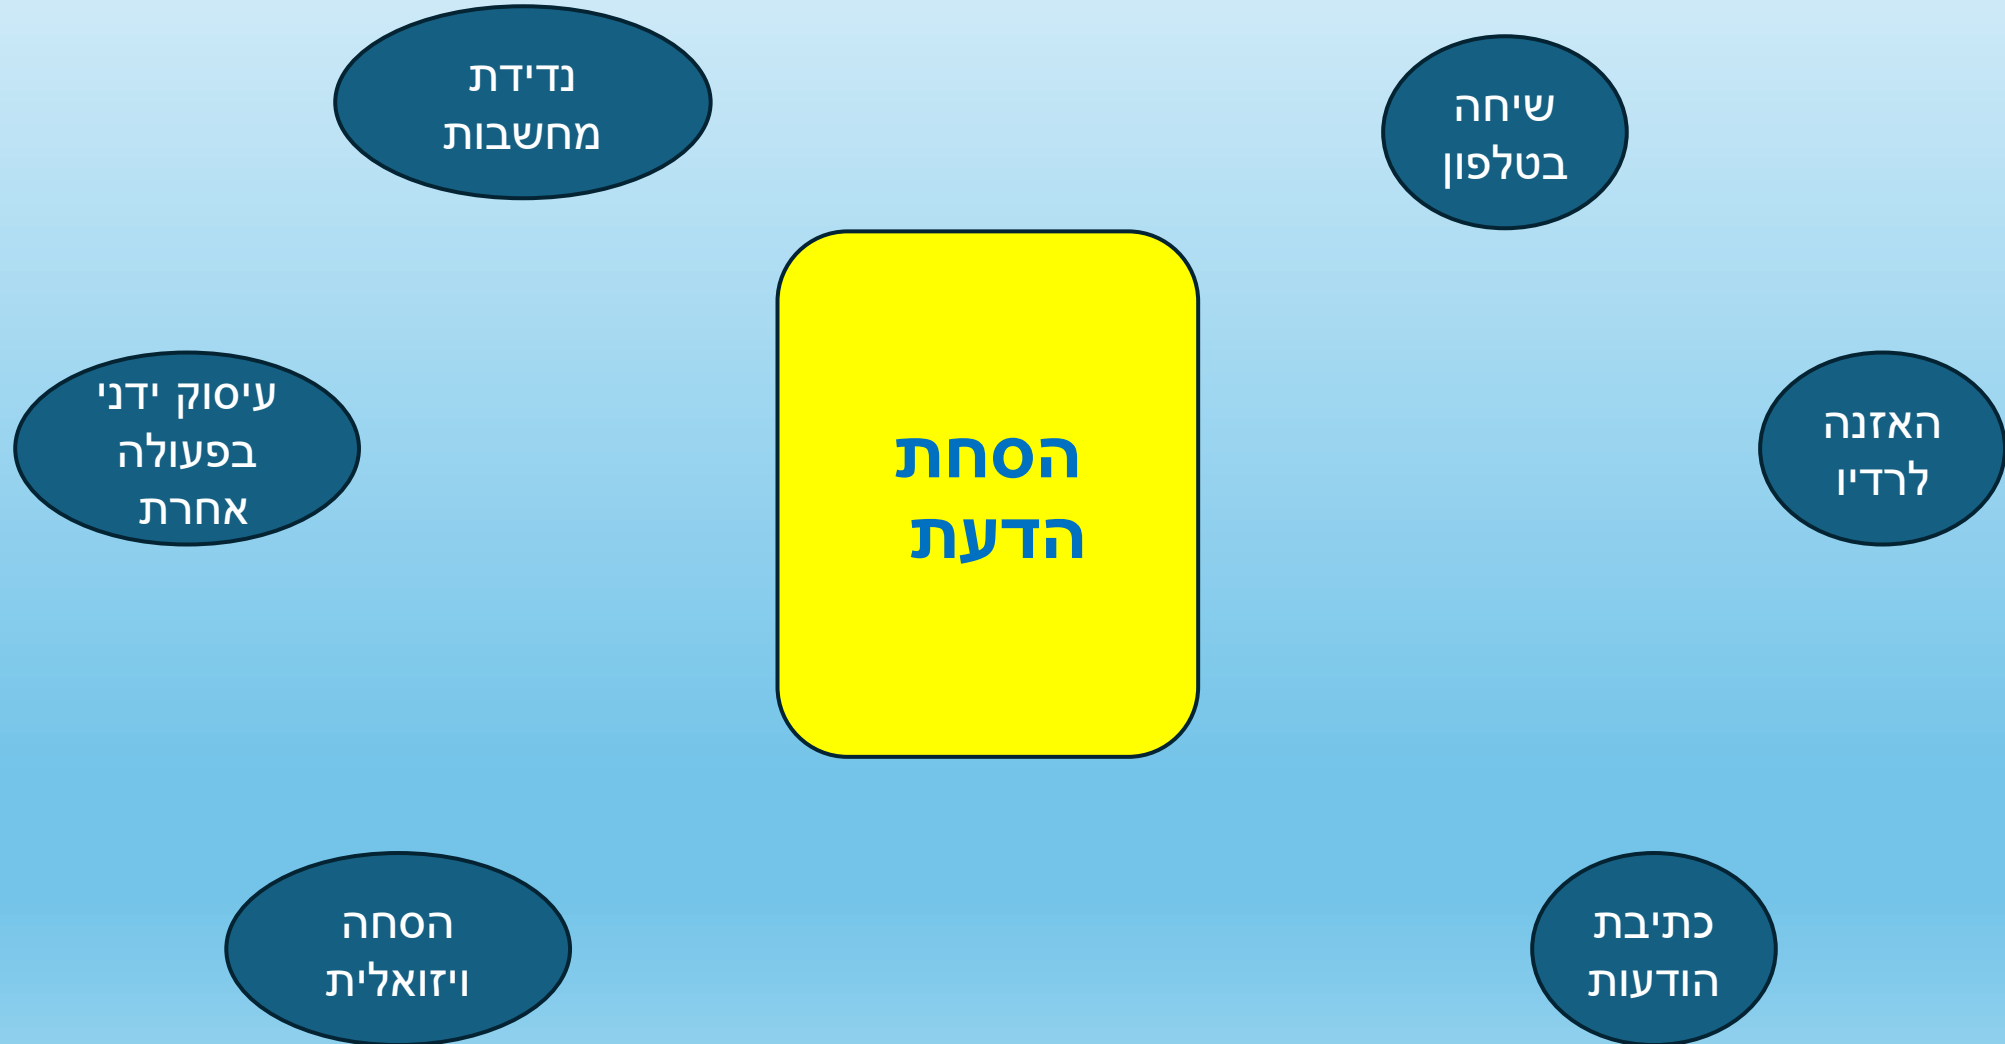 נדידת
מחשבות
שיחה
בטלפון
הסחת
הדעת
עיסוק ידני
בפעולה
אחרת
האזנה
לרדיו
הסחה
ויזואלית
כתיבת
הודעות